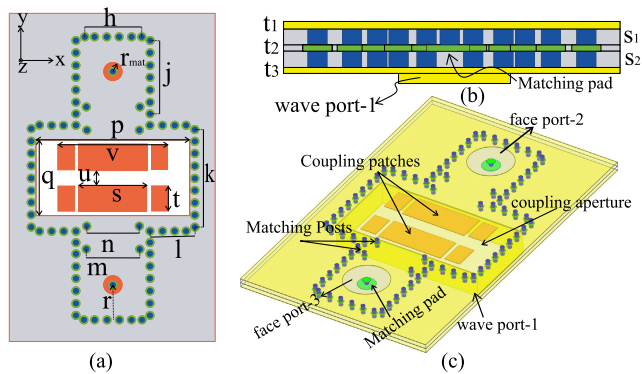 y
z
x
h
r mat
j
p
v
q
u
s
t
k
n
m
l
r
(a)
t1
t2
t3
s1
s2
Matching pad
wave port-1
(b)
face port-2
Coupling patches
coupling aperture
Matching Posts
face port-3
Matching pad
wave port-1
(c)